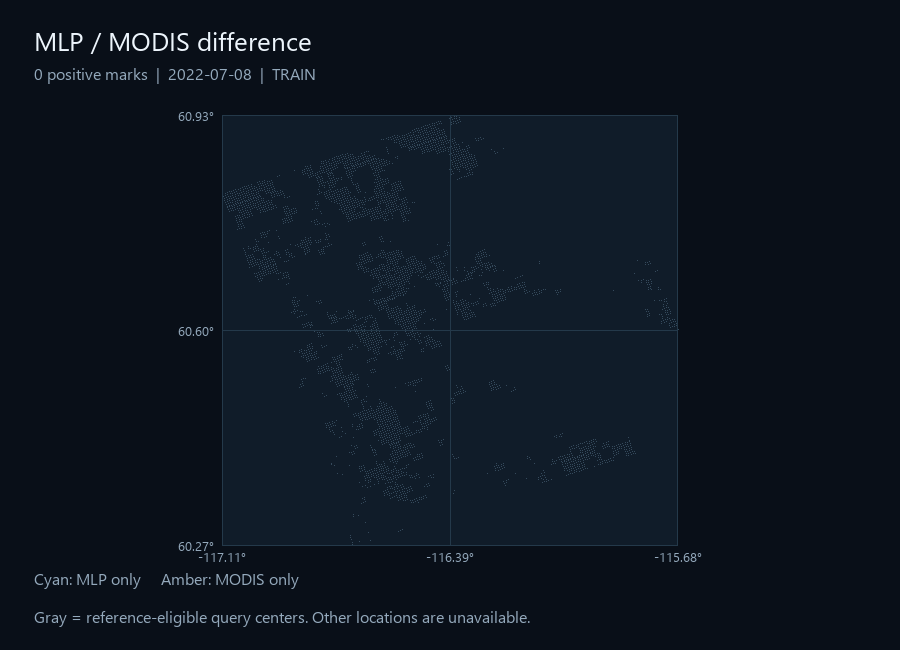 MLP / MODIS difference
0 positive marks | 2022-07-08 | TRAIN
60.93°
60.60°
60.27°
-117.11° -116.39° -115.68°
Cyan: MLP only Amber: MODIS only
Gray = reference-eligible query centers. Other locations are unavailable.